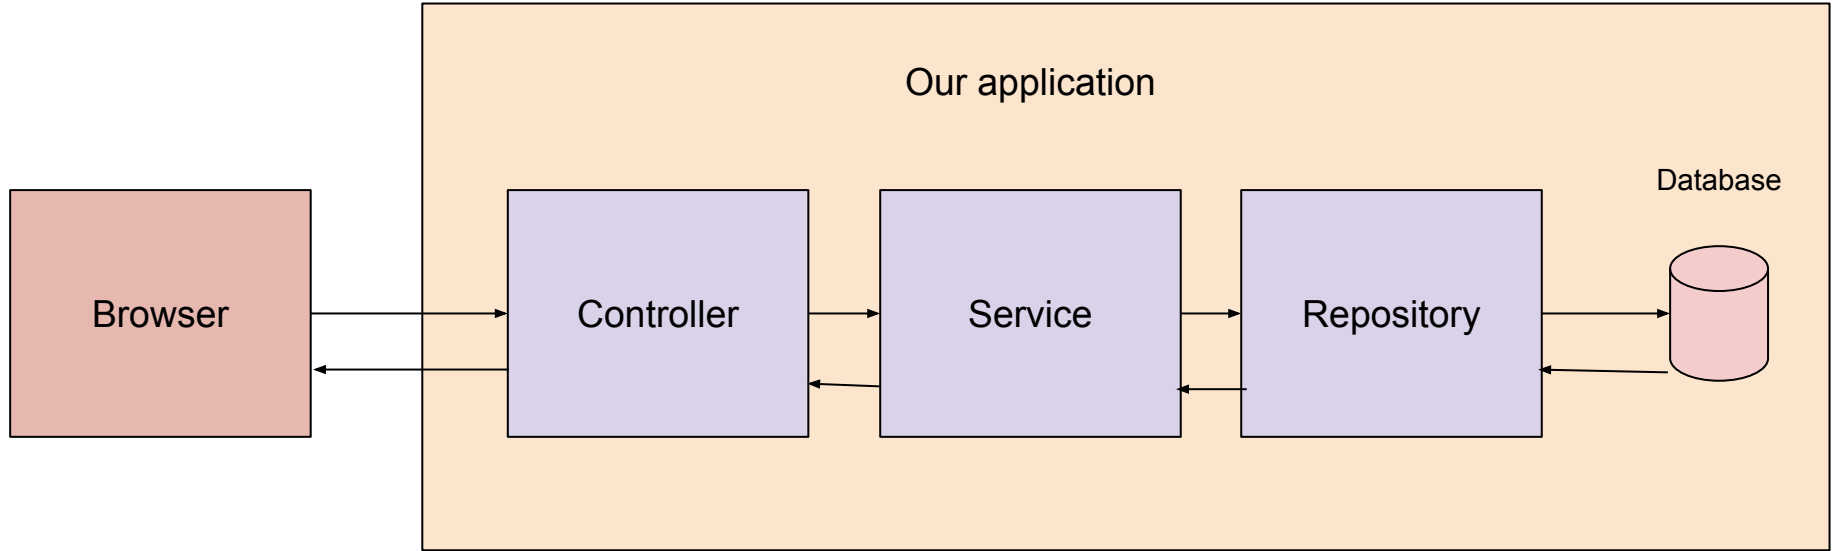 Our application
Database
Browser
Controller
Service
Repository